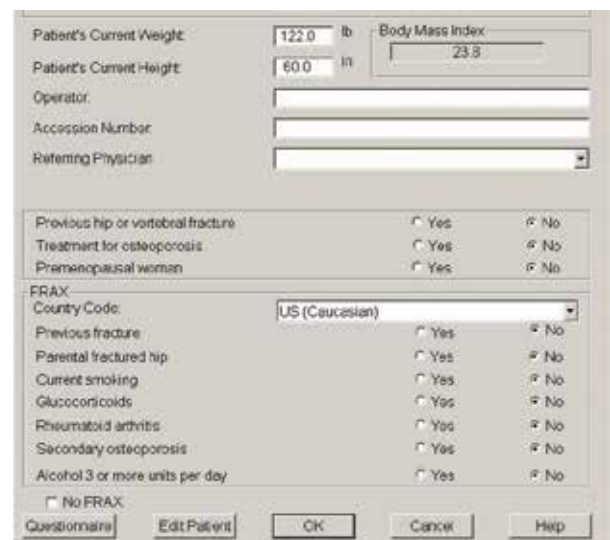 Patient's Current Weight: 122.0 lb Body Mass Index
23.8
Patient's Current Height: 60.0 in
Operator:
Accession Number:
Referring Physician:
Previous hip or vertebral fracture Yes No
Treatment for osteoporosis Yes No
Premenopausal woman Yes No
FRAX
Country Code: US (Caucasian)
Previous fracture Yes No
Parental fractured hip Yes No
Current smoking Yes No
Glucocorticoids Yes No
Rheumatoid arthritis Yes No
Secondary osteoporosis Yes No
Alcohol 3 or more units per day Yes No
No FRAX
Questionnaire Edit Patient OK Cancel Help